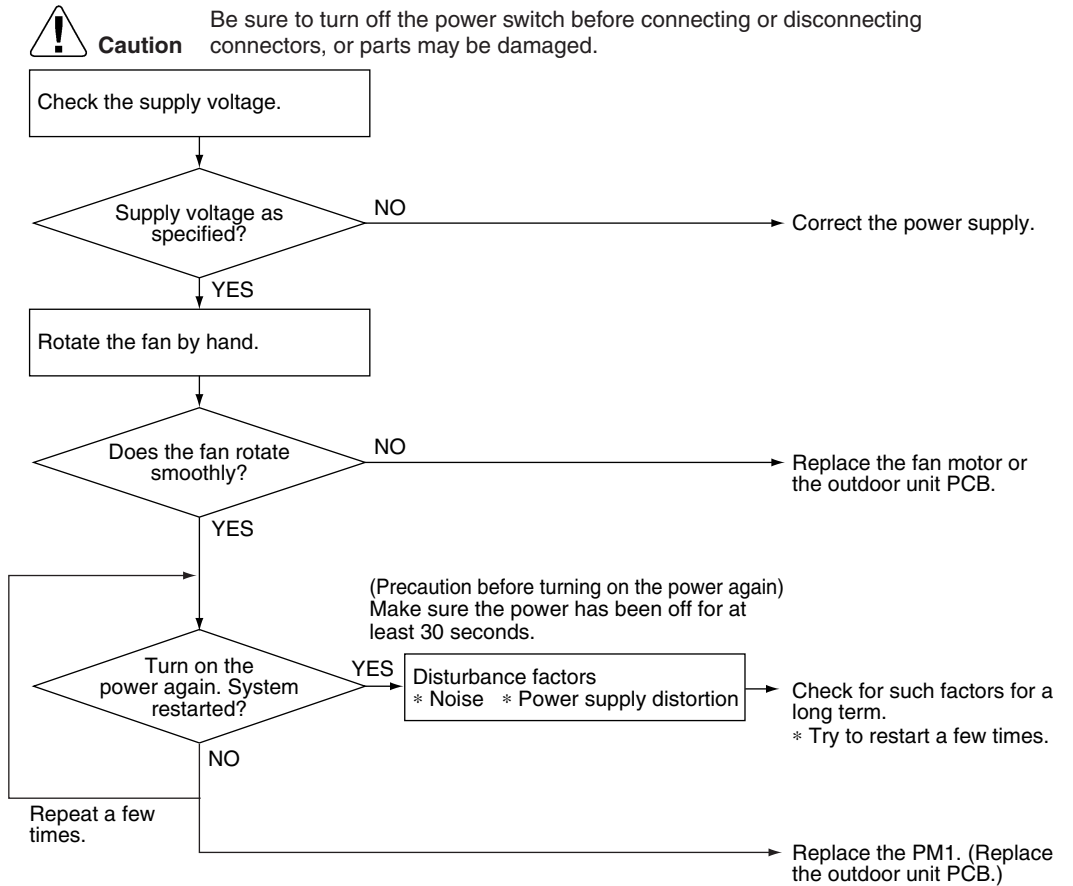 Be sure to turn off the power switch before connecting or disconnecting
Caution connectors, or parts may be damaged.
Check the supply voltage.
Supply voltage as
specified?
NO
Correct the power supply.
YES
Rotate the fan by hand.
Does the fan rotate
smoothly?
NO
Replace the fan motor or
the outdoor unit PCB.
YES
(Precaution before turning on the power again)
Make sure the power has been off for at
least 30 seconds.
Turn on the
power again. System
restarted?
YES
Disturbance factors
∗ Noise ∗ Power supply distortion
Check for such factors for a
long term.
∗ Try to restart a few times.
NO
Repeat a few
times.
Replace the PM1. (Replace
the outdoor unit PCB.)